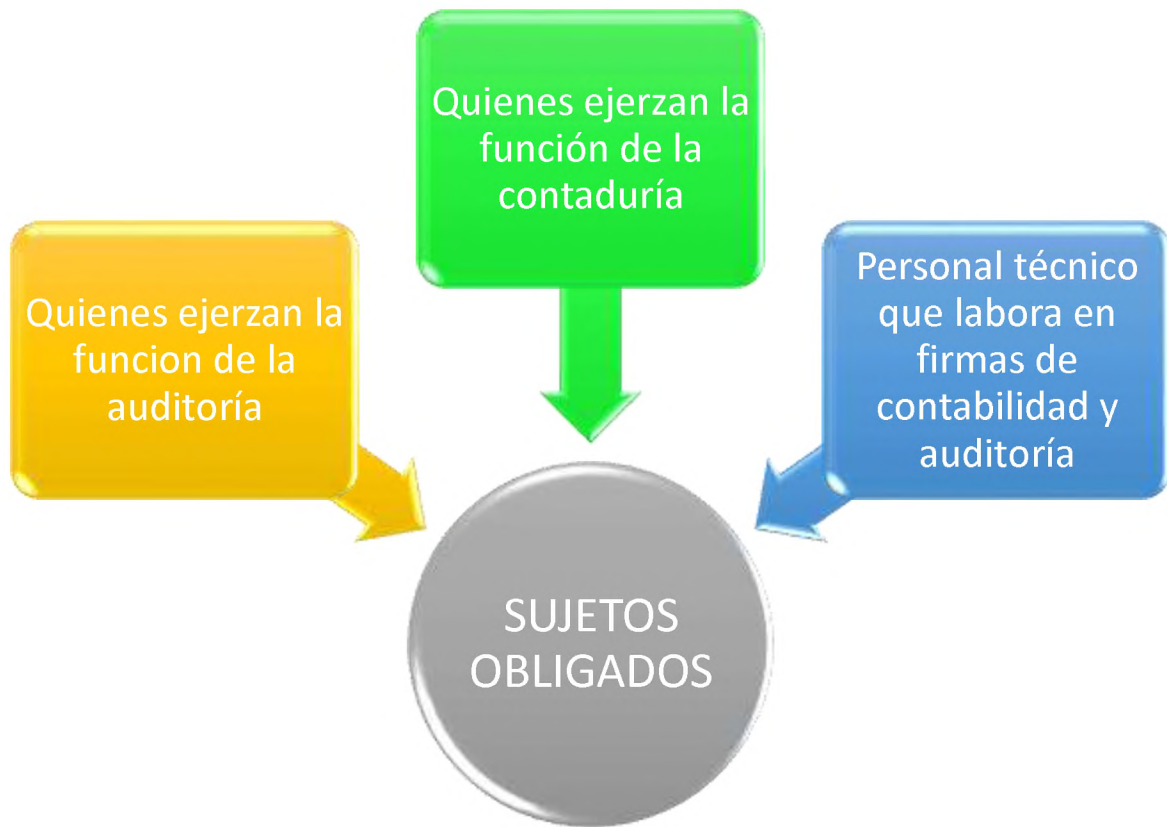 Quienes ejerzan la
función de la
contaduría
Quienes ejerzan la
funcion de la
auditoría
Personal técnico
que labora en
firmas de
contabilidad y
auditoría
SUJETOS
OBLIGADOS